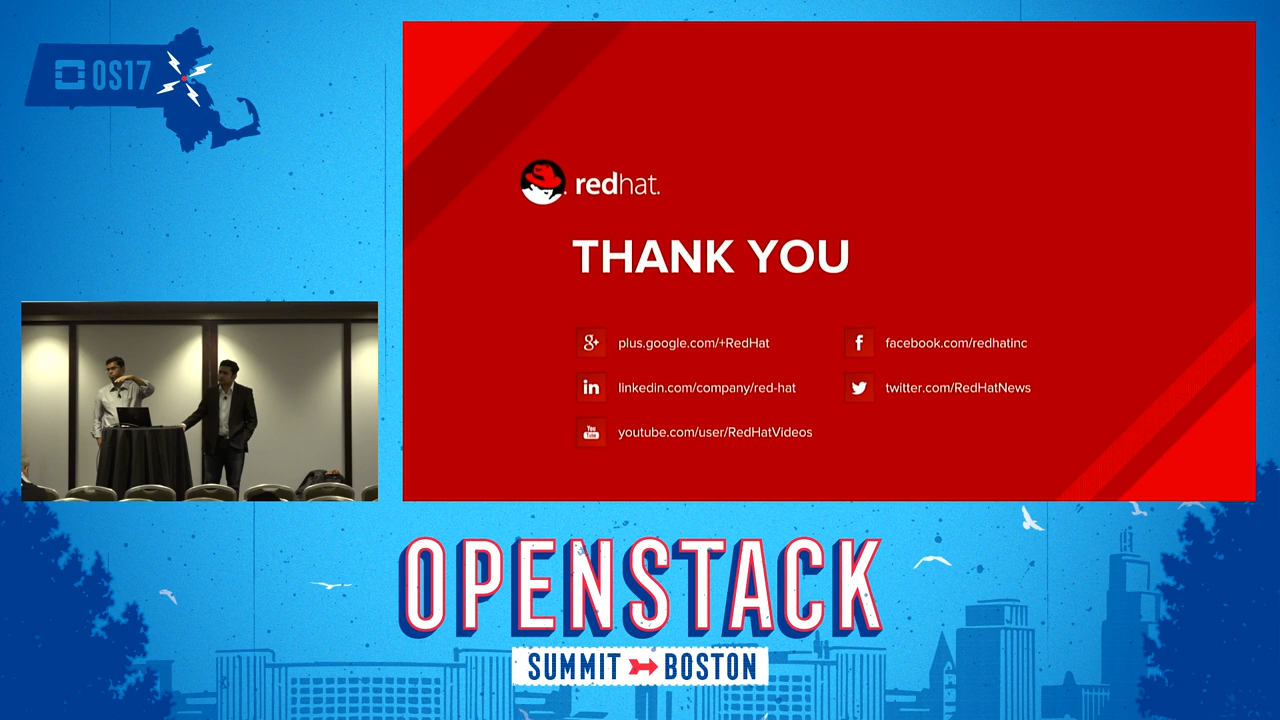 OS17
redhat.
THANK YOU
plus.google.com/+RedHat
facebook.com/redhatinc
linkedin.com/company/red-hat
twitter.com/RedHatNews
youtube.com/user/RedHatVideos
OPENSTACK
SUMMIT BOSTON